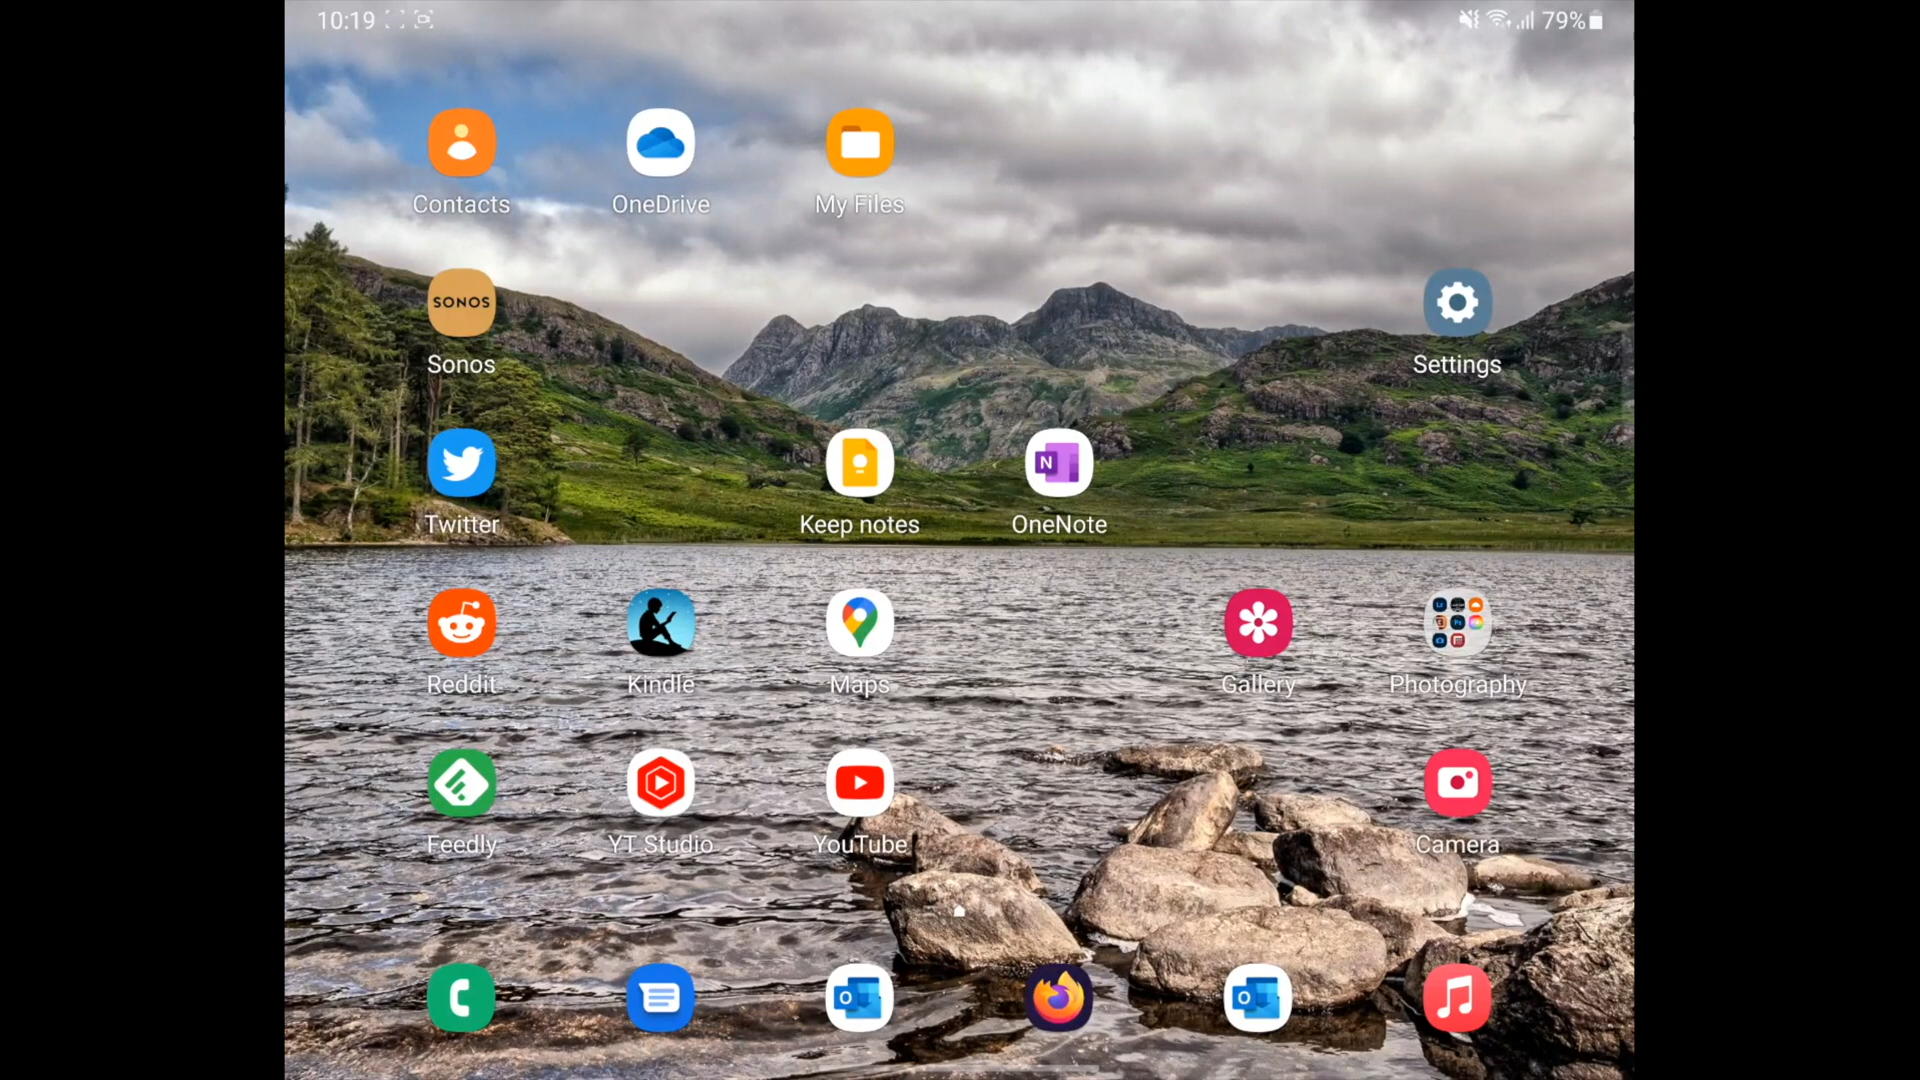 10:19
79%
Contacts
OneDrive
My Files
SONOS
Sonos
Settings
N
Twitter
Keep notes
OneNote
Reddit
Kindle
Maps
Gallery
Photography
Feedly
YT Studio
YouTube
Camera
O
O